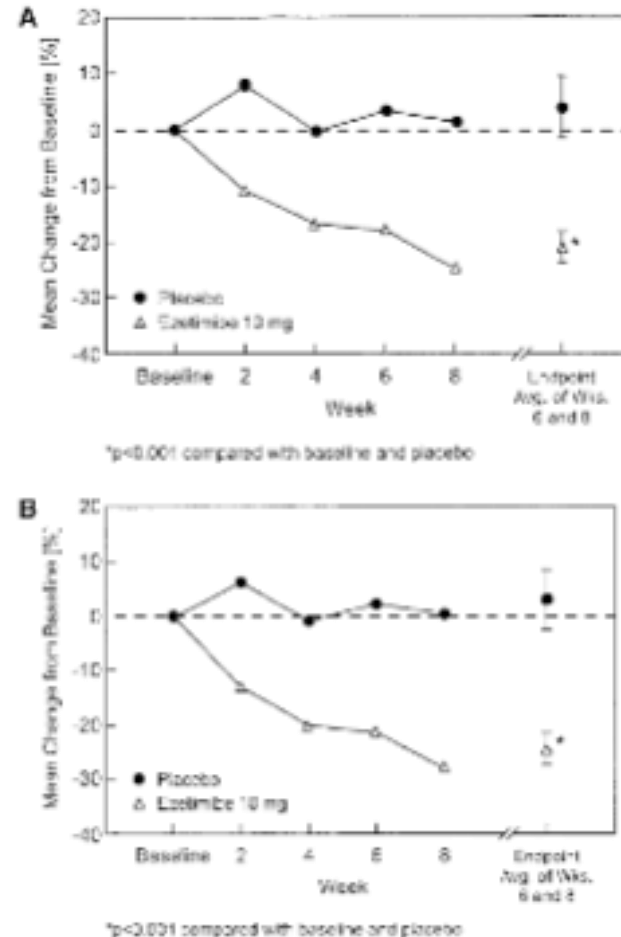 A
Mean Change from Baseline [%]
20
10
0
-10
-20
-30
-40
Placebo
Ezetimibe 10 mg
*
Baseline 2 4 6 8
Week
Endpoint
Avg. of Wks.
6 and 8
*p<0.001 compared with baseline and placebo
B
Mean Change from Baseline [%]
20
10
0
-10
-20
-30
-40
Placebo
Ezetimibe 10 mg
*
Baseline 2 4 6 8
Week
Endpoint
Avg. of Wks.
6 and 8
*p<0.001 compared with baseline and placebo